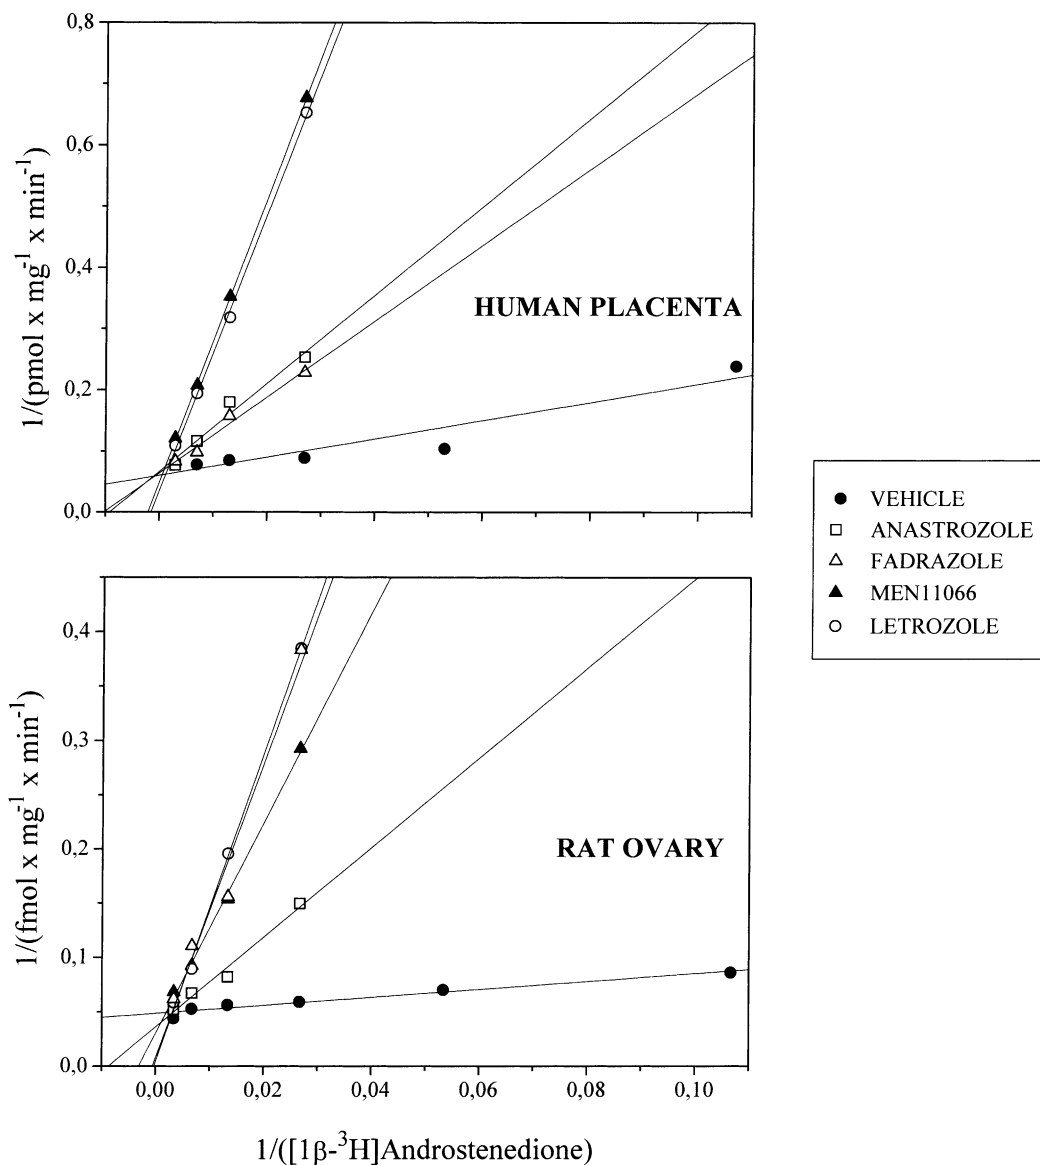 0,8
0,6
0,4
0,2
0,0
1/(pmol x mg⁻¹ x min⁻¹)
HUMAN PLACENTA
VEHICLE
ANASTROZOLE
FADRAZOLE
MEN11066
LETROZOLE
0,4
0,3
0,2
0,1
0,0
1/(fmol x mg⁻¹ x min⁻¹)
RAT OVARY
0,00 0,02 0,04 0,06 0,08 0,10
1/([1β-³H]Androstenedione)